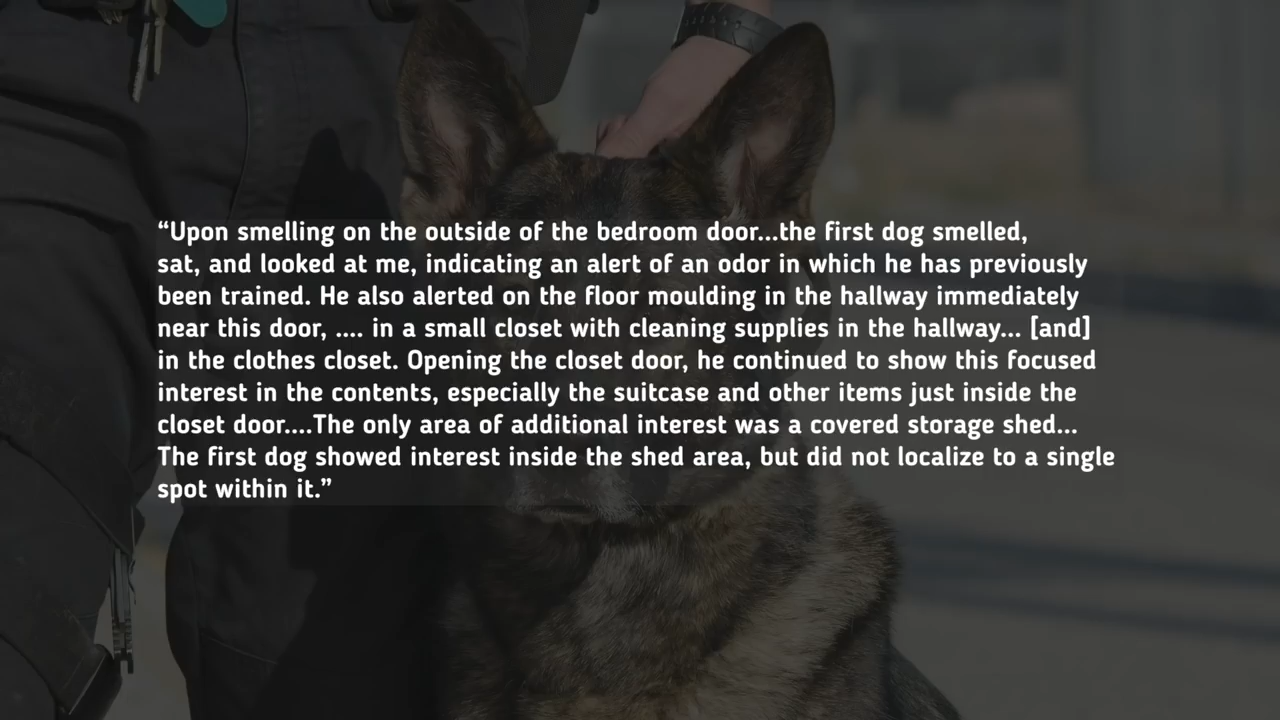 “Upon smelling on the outside of the bedroom door...the first dog smelled,
sat, and looked at me, indicating an alert of an odor in which he has previously
been trained. He also alerted on the floor moulding in the hallway immediately
near this door, .... in a small closet with cleaning supplies in the hallway... [and]
in the clothes closet. Opening the closet door, he continued to show this focused
interest in the contents, especially the suitcase and other items just inside the
closet door....The only area of additional interest was a covered storage shed...
The first dog showed interest inside the shed area, but did not localize to a single
spot within it.”